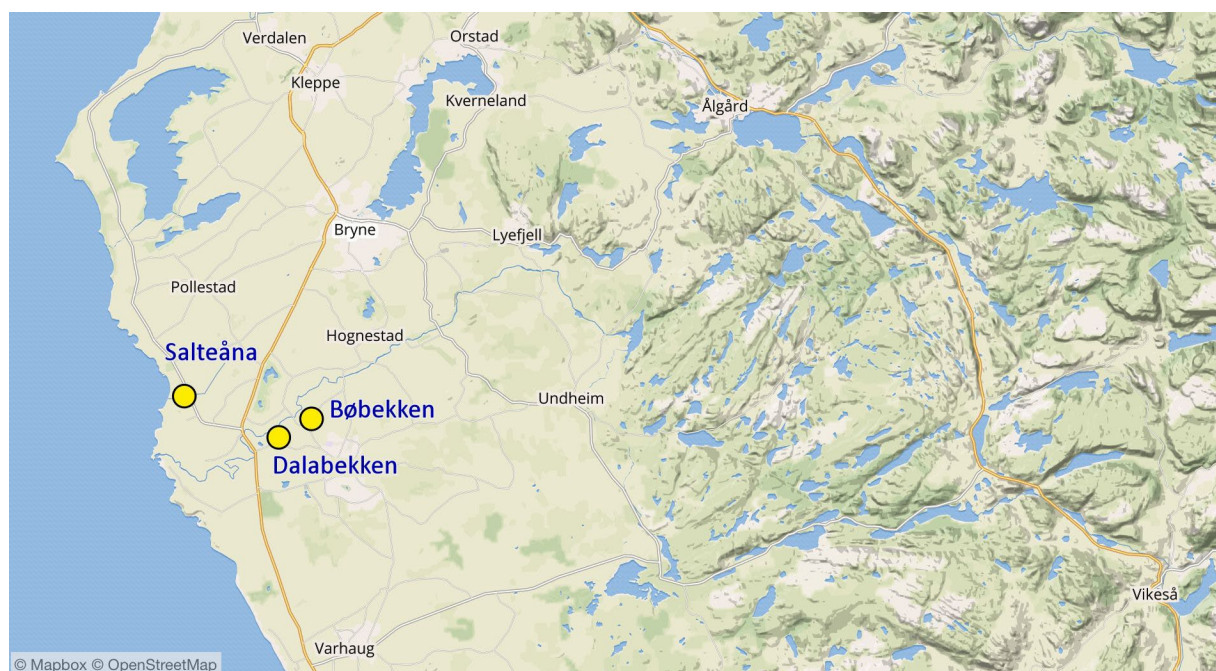 Verdalen
Orstad
Kleppe
Kverneland
Ålgård
Bryne
Lyefjell
Pollestad
Hognestad
Salteåna
Undheim
Bøbekken
Dalabekken
Vikeså
Varhaug
© Mapbox © OpenStreetMap